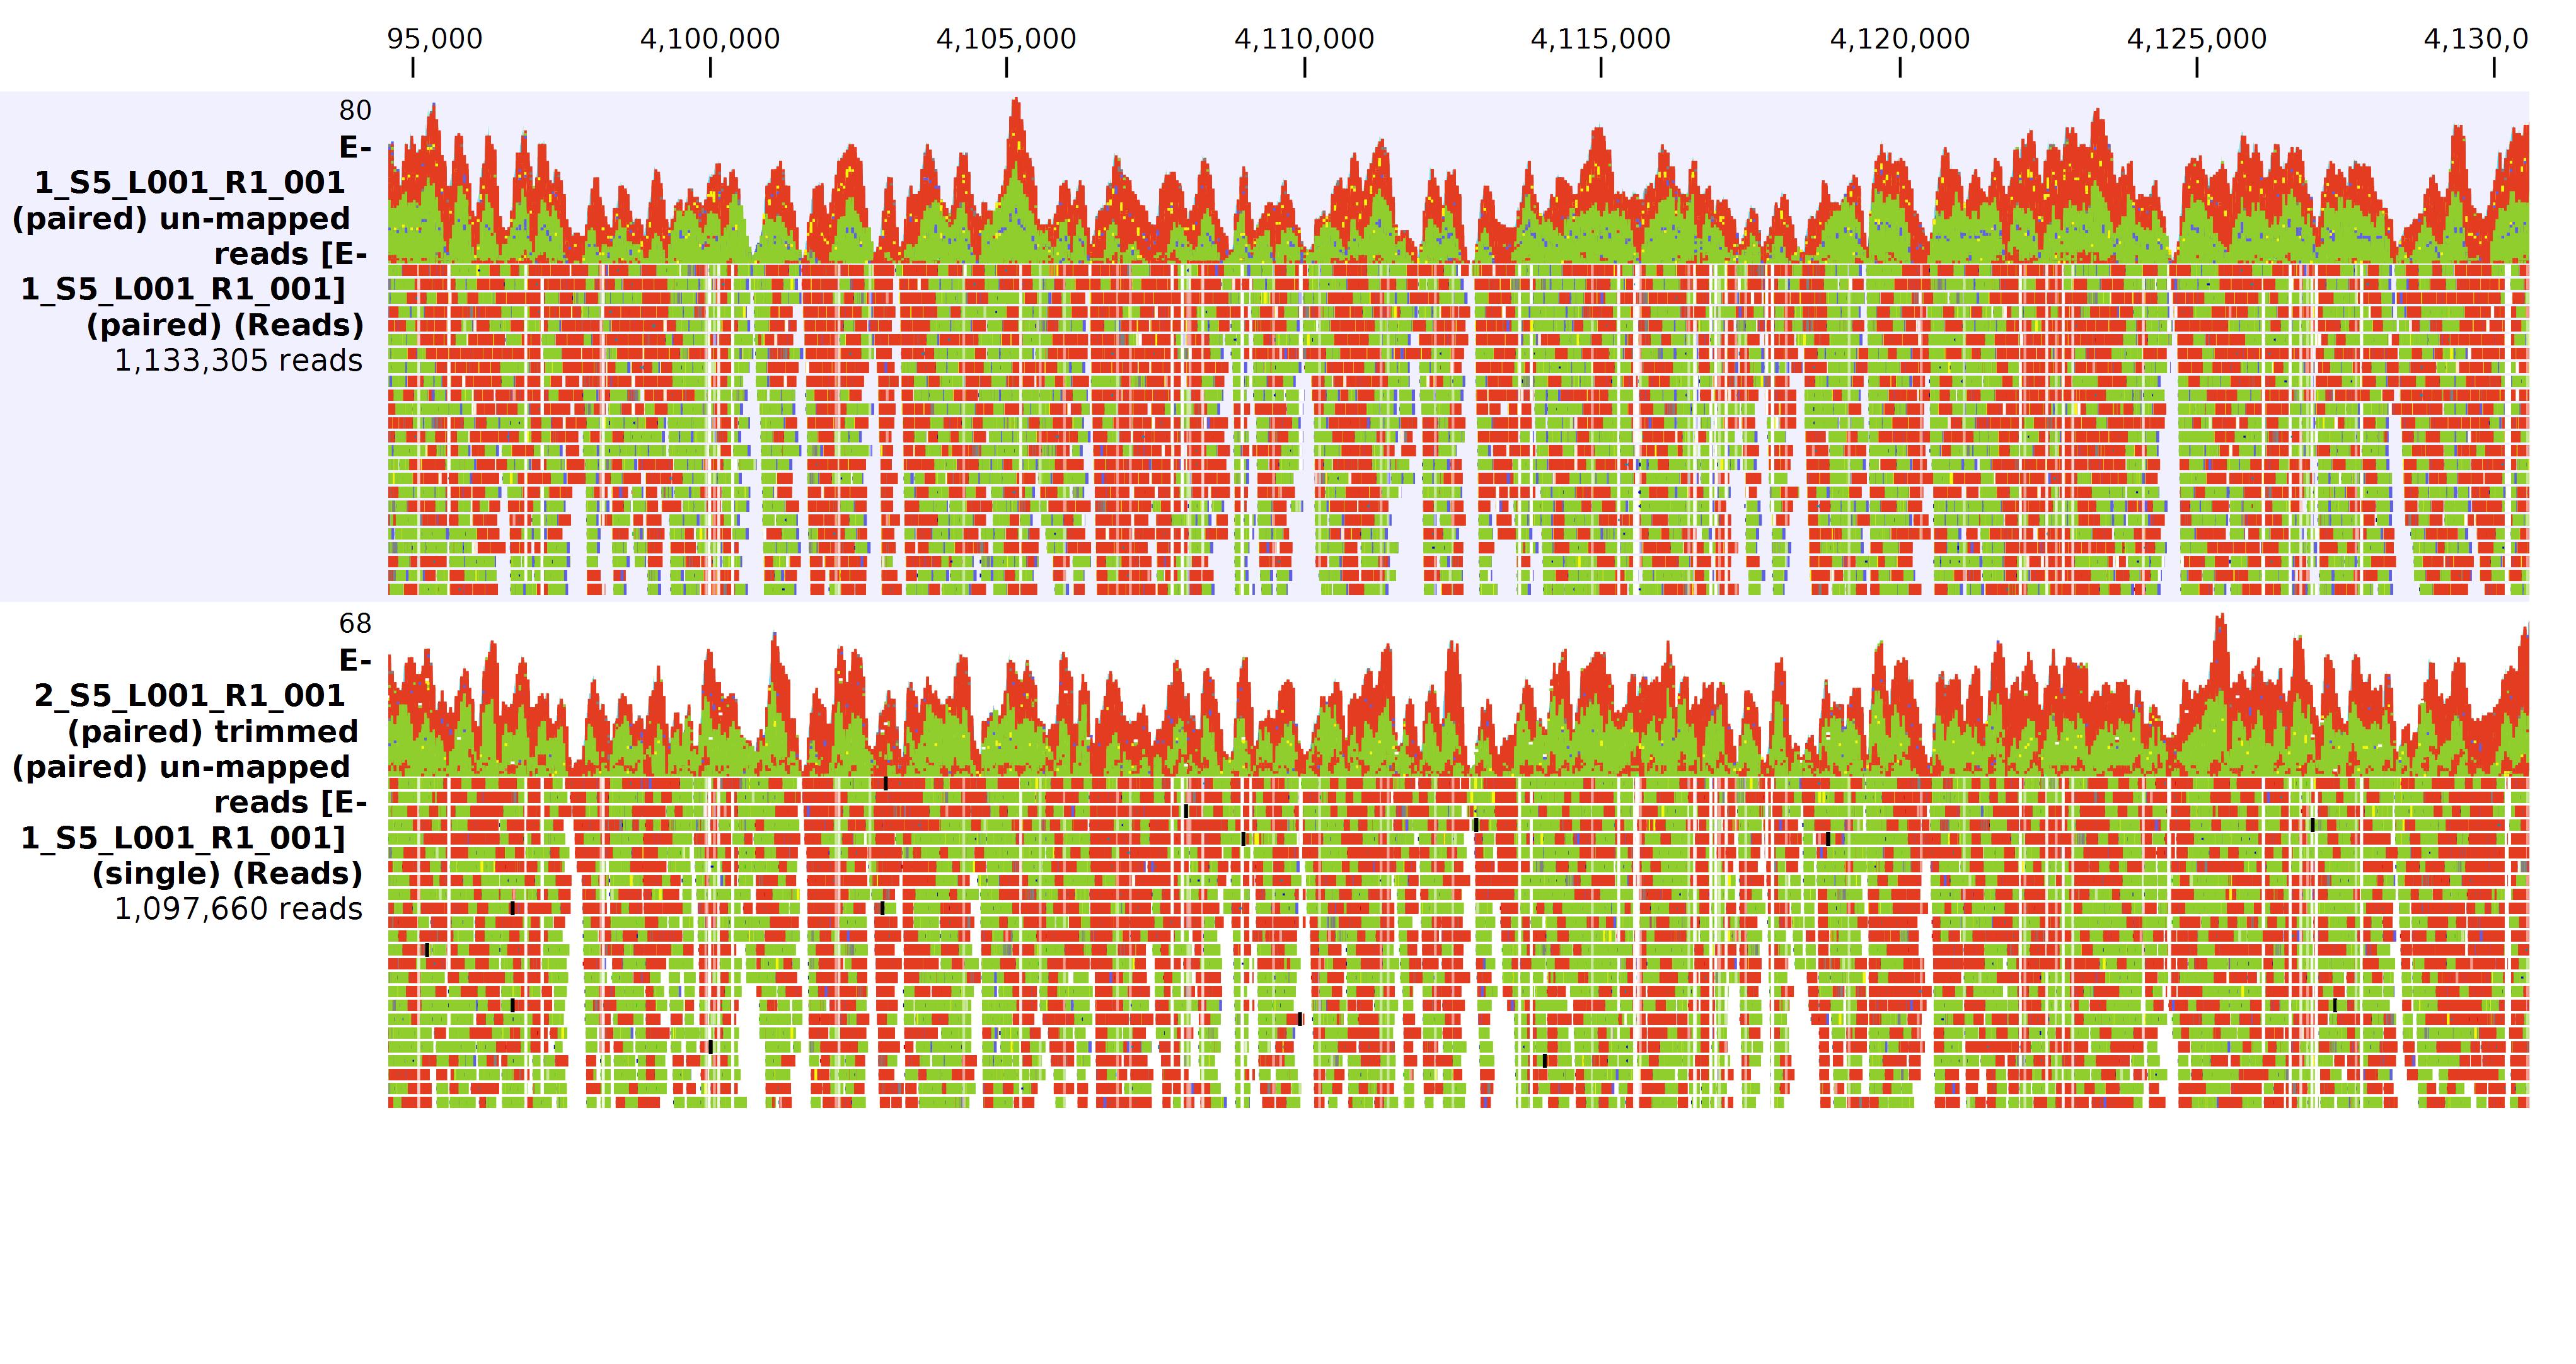 95,000 4,100,000 4,105,000 4,110,000 4,115,000 4,120,000 4,125,000 4,130,0
80
E-
1_S5_L001_R1_001
(paired) un-mapped
reads [E-
1_S5_L001_R1_001]
(paired) (Reads)
1,133,305 reads
68
E-
2_S5_L001_R1_001
(paired) trimmed
(paired) un-mapped
reads [E-
1_S5_L001_R1_001]
(single) (Reads)
1,097,660 reads